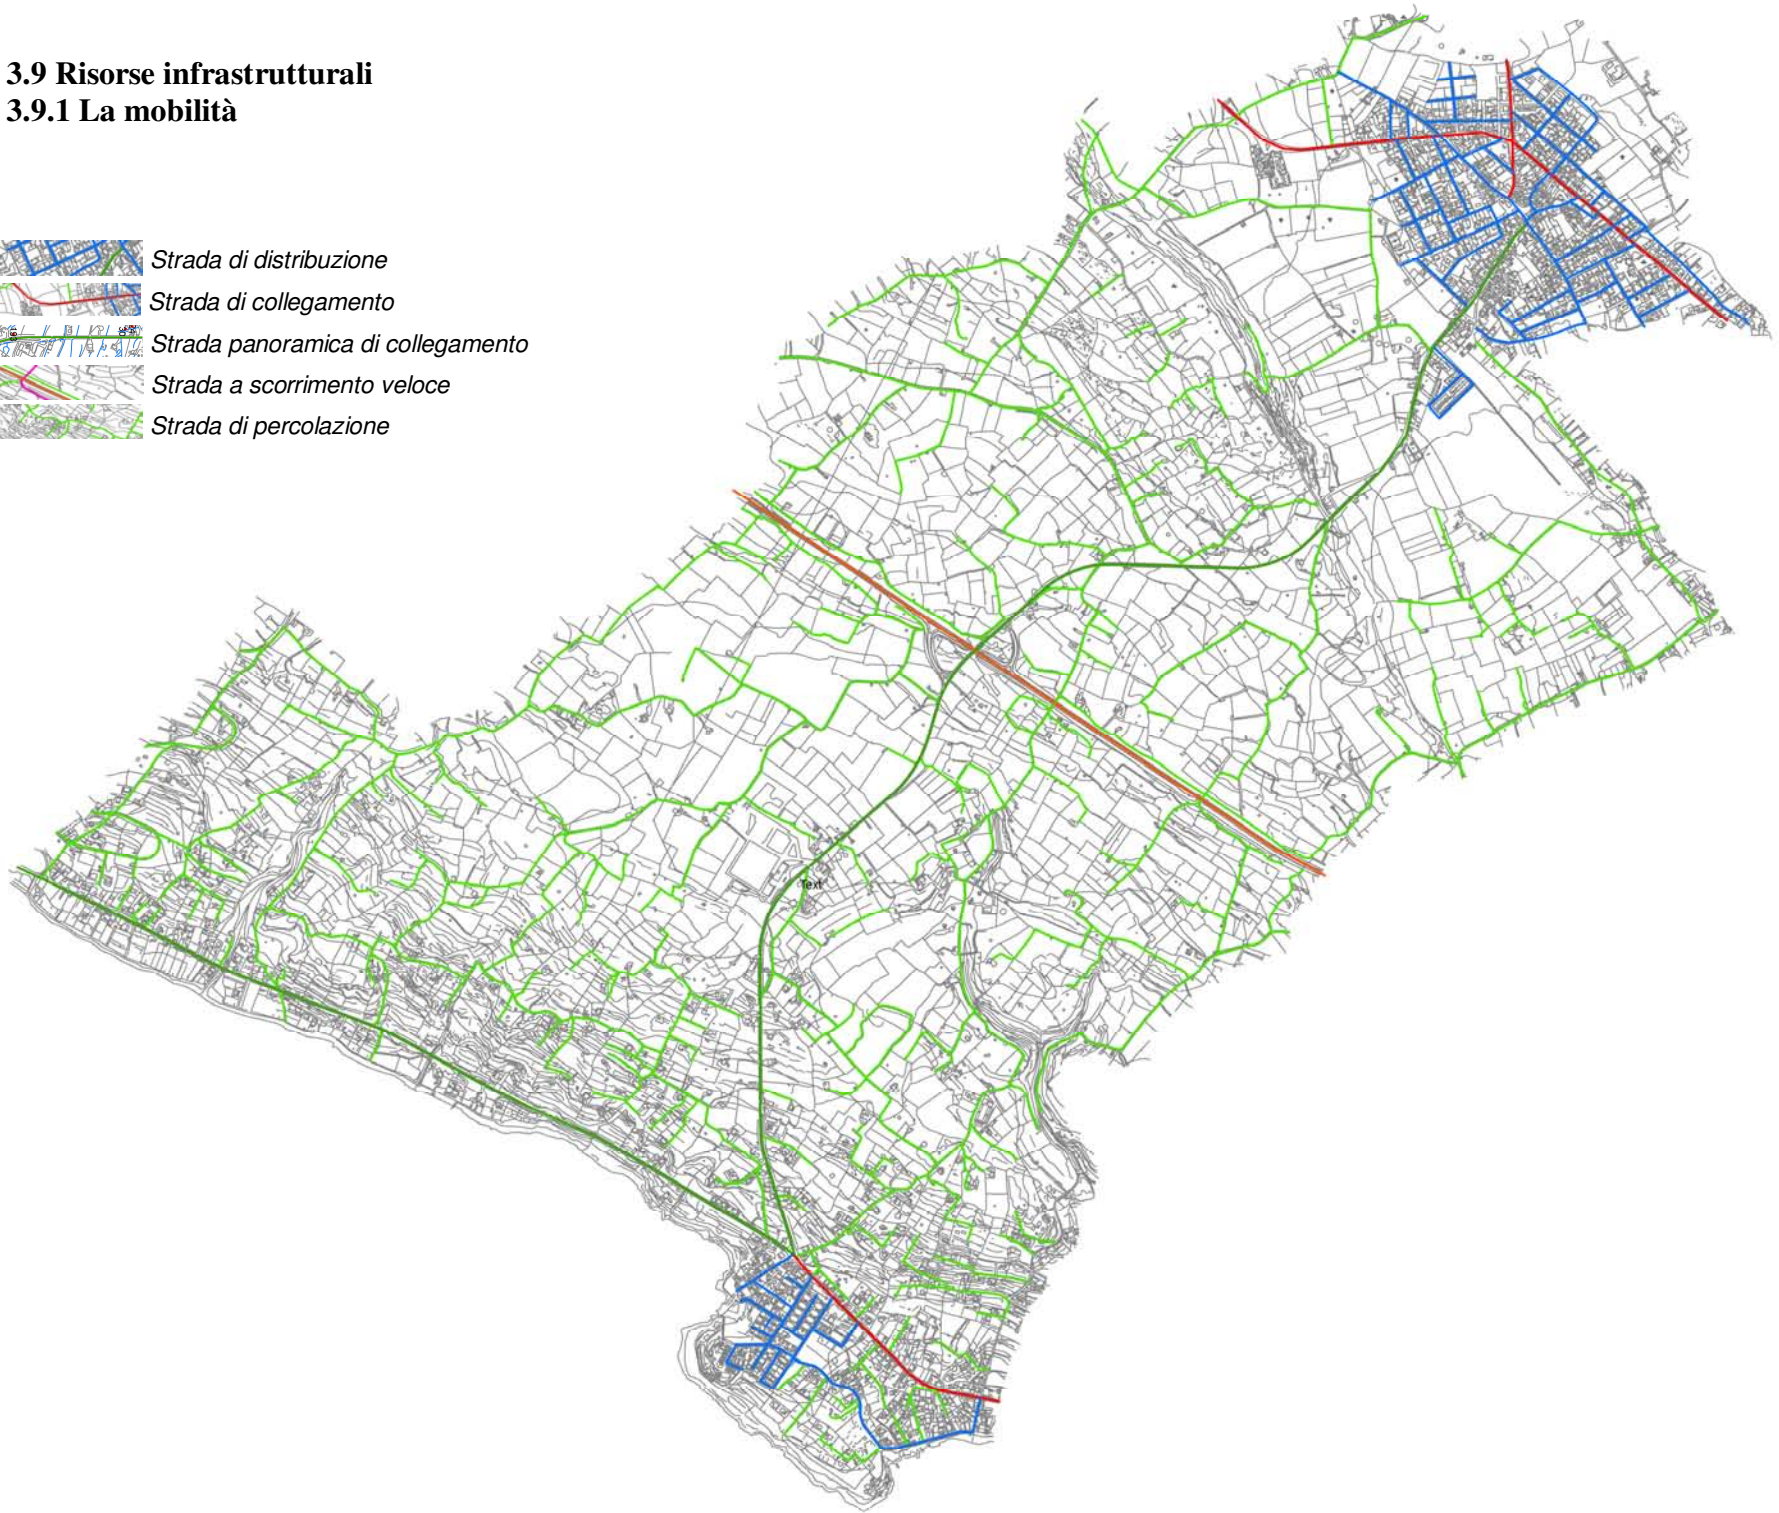 3.9 Risorse infrastrutturali
3.9.1 La mobilità
Strada di distribuzione
Strada di collegamento
Strada panoramica di collegamento
Strada a scorrimento veloce
Strada di percolazione
Text